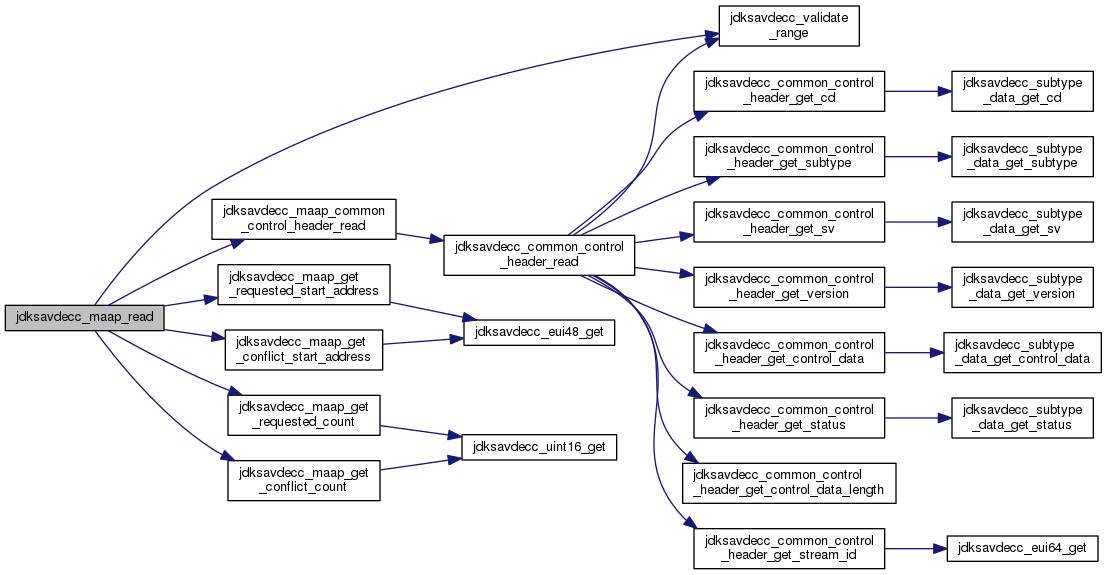 jdksavdecc_maap_read
jdksavdecc_validate
_range
jdksavdecc_maap_common
_control_header_read
jdksavdecc_maap_get
_requested_start_address
jdksavdecc_maap_get
_conflict_start_address
jdksavdecc_maap_get
_requested_count
jdksavdecc_maap_get
_conflict_count
jdksavdecc_common_control
_header_read
jdksavdecc_eui48_get
jdksavdecc_uint16_get
jdksavdecc_common_control
_header_get_cd
jdksavdecc_common_control
_header_get_subtype
jdksavdecc_common_control
_header_get_sv
jdksavdecc_common_control
_header_get_version
jdksavdecc_common_control
_header_get_control_data
jdksavdecc_common_control
_header_get_status
jdksavdecc_common_control
_header_get_control_data_length
jdksavdecc_common_control
_header_get_stream_id
jdksavdecc_subtype
_data_get_cd
jdksavdecc_subtype
_data_get_subtype
jdksavdecc_subtype
_data_get_sv
jdksavdecc_subtype
_data_get_version
jdksavdecc_subtype
_data_get_control_data
jdksavdecc_subtype
_data_get_status
jdksavdecc_eui64_get